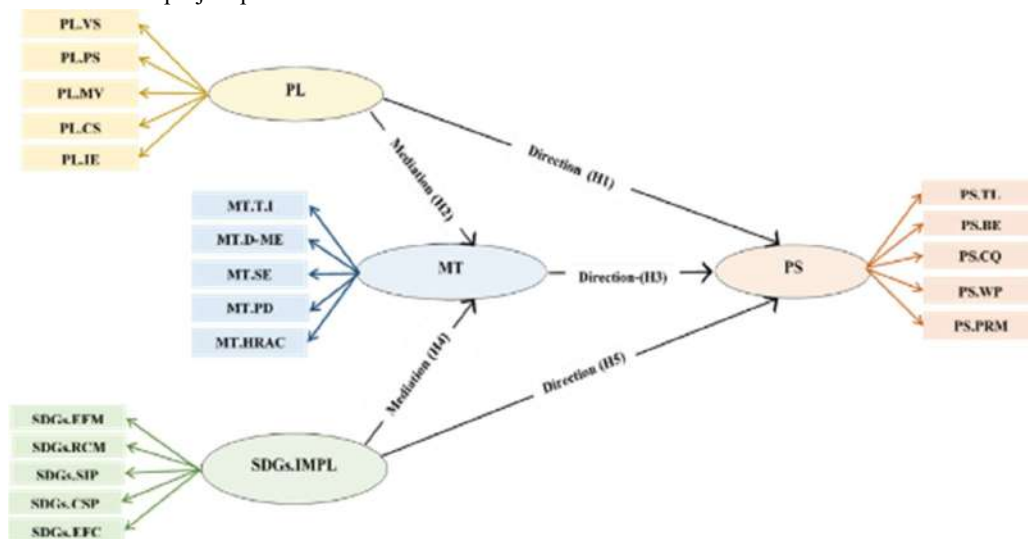 PL.VS
PL.PS
PL.MV
PL.CS
PL.IE
PL
Mediation (H2)
Direction (H1)
MT.T.I
MT.D-ME
MT.SE
MT.PD
MT.HRAC
MT
Direction-(H3)
PS
PS.TL
PS.BE
PS.CQ
PS.WP
PS.PRM
Mediation (H4)
Direction (H5)
SDGs.EFM
SDGs.RCM
SDGs.SIP
SDGs.CSP
SDGs.EFC
SDGs.IMPL